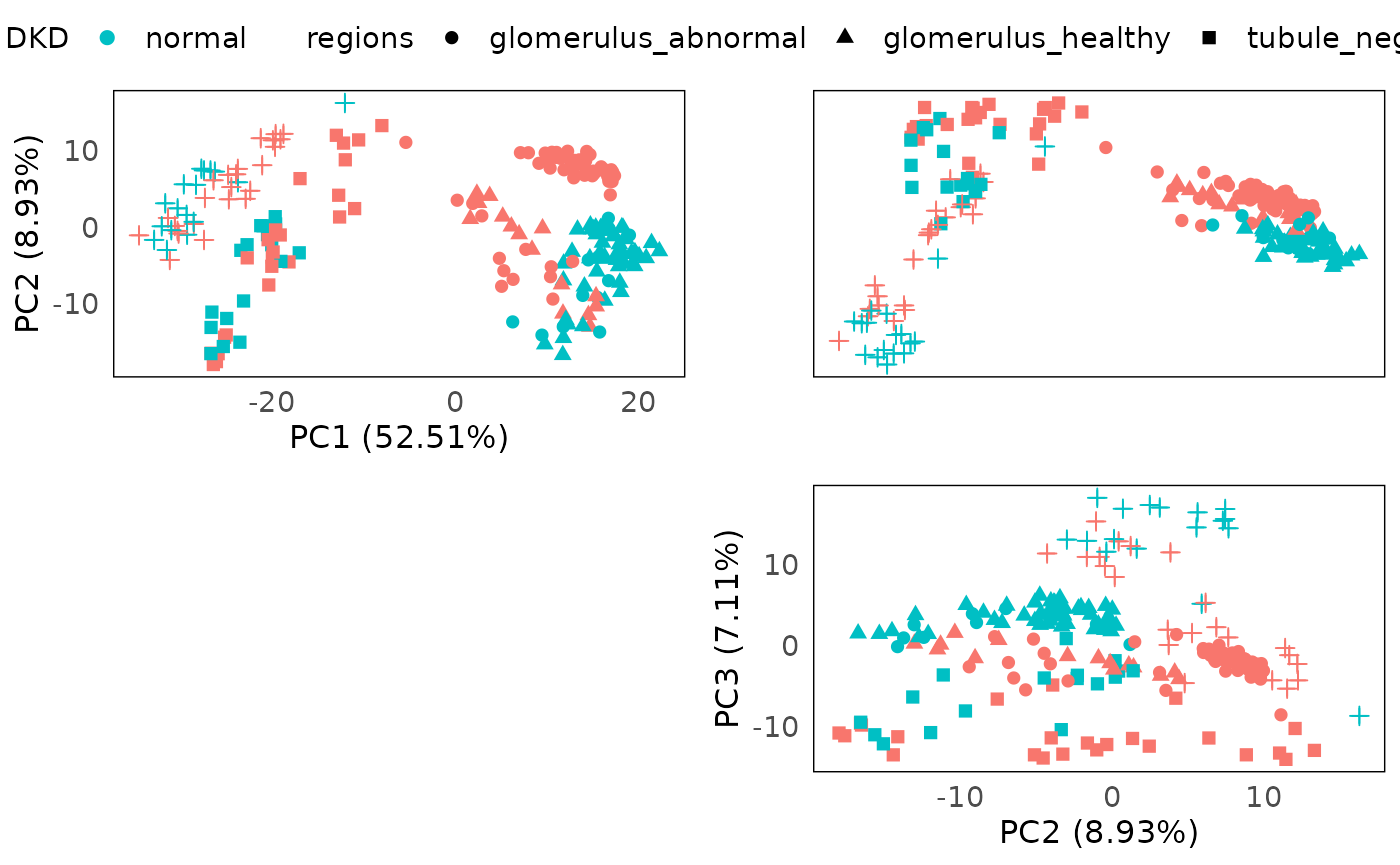 DKD normal regions glomerulus_abnormal glomerulus_healthy tubule_neg
PC2 (8.93%)
10
0
-10
-20 0 20
PC1 (52.51%)
PC3 (7.11%)
10
0
-10
-10 0 10
PC2 (8.93%)